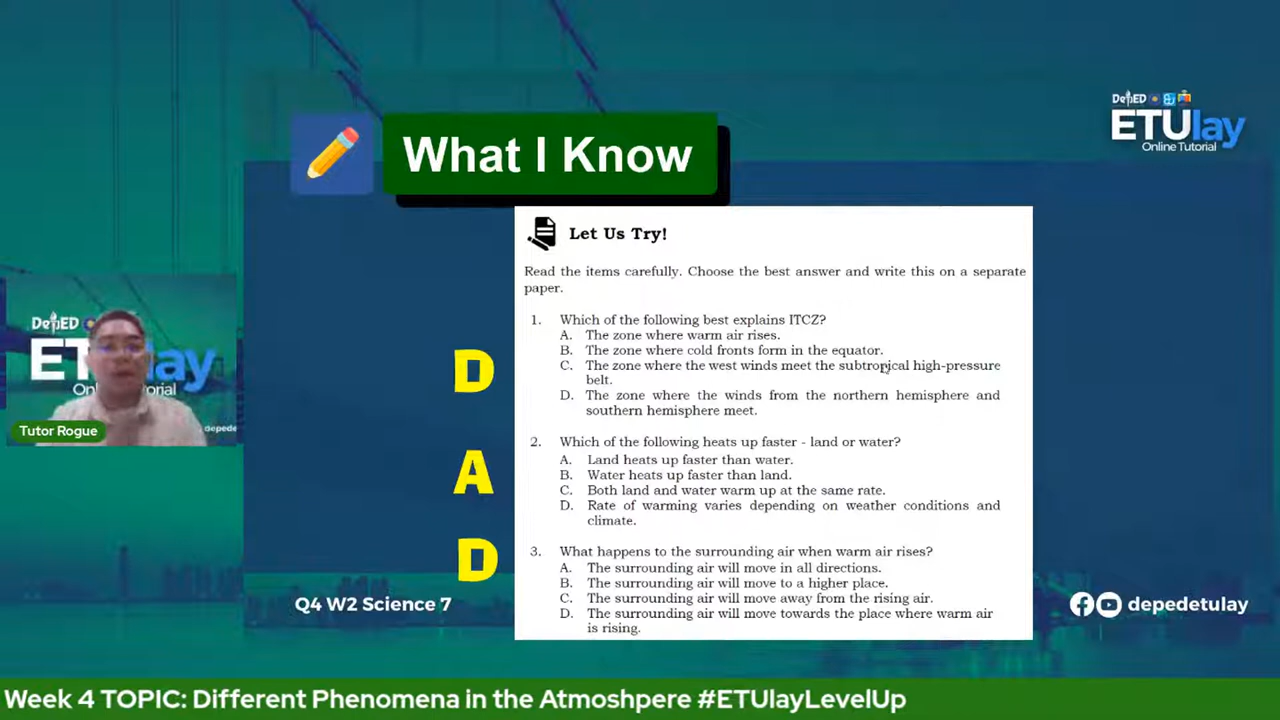 What I Know
DepED
ETUlay
Online Tutorial
Let Us Try!
Read the items carefully. Choose the best answer and write this on a separate
paper.
1. Which of the following best explains ITCZ?
A. The zone where warm air rises.
B. The zone where cold fronts form in the equator.
C. The zone where the west winds meet the subtropical high-pressure
belt.
D. The zone where the winds from the northern hemisphere and
southern hemisphere meet.
D
2. Which of the following heats up faster - land or water?
A. Land heats up faster than water.
B. Water heats up faster than land.
C. Both land and water warm up at the same rate.
D. Rate of warming varies depending on weather conditions and
climate.
A
3. What happens to the surrounding air when warm air rises?
A. The surrounding air will move in all directions.
B. The surrounding air will move to a higher place.
C. The surrounding air will move away from the rising air.
D. The surrounding air will move towards the place where warm air
is rising.
D
DepED
Tutor Rogue
Q4 W2 Science 7
depedetulay
Week 4 TOPIC: Different Phenomena in the Atmoshpere #ETUlayLevelUp